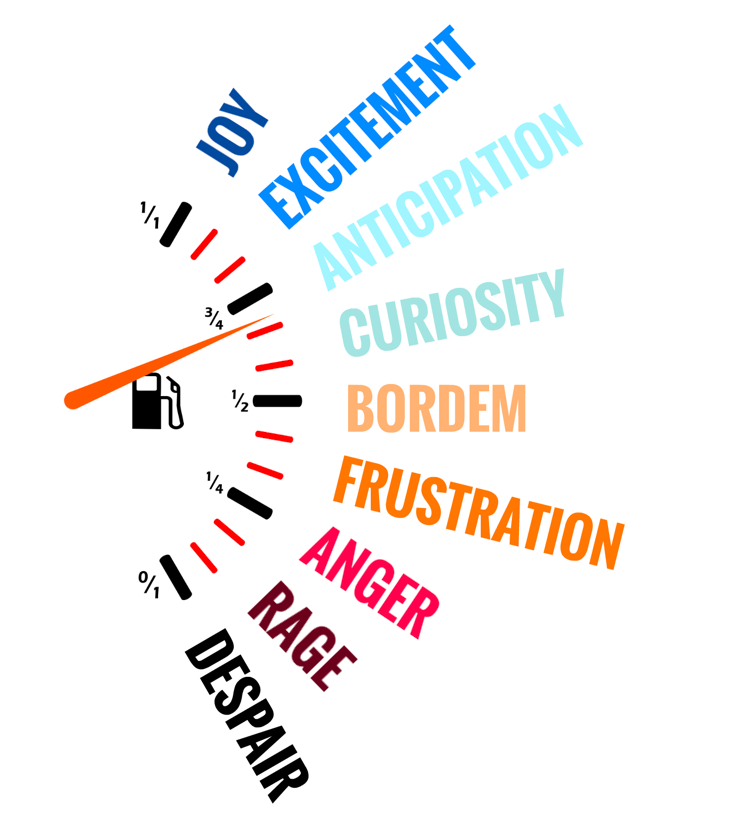 JOY
EXCITEMENT
ANTICIPATION
CURIOSITY
BORDEM
FRUSTRATION
ANGER
RAGE
DESPAIR
1/1
3/4
1/2
1/4
0/1